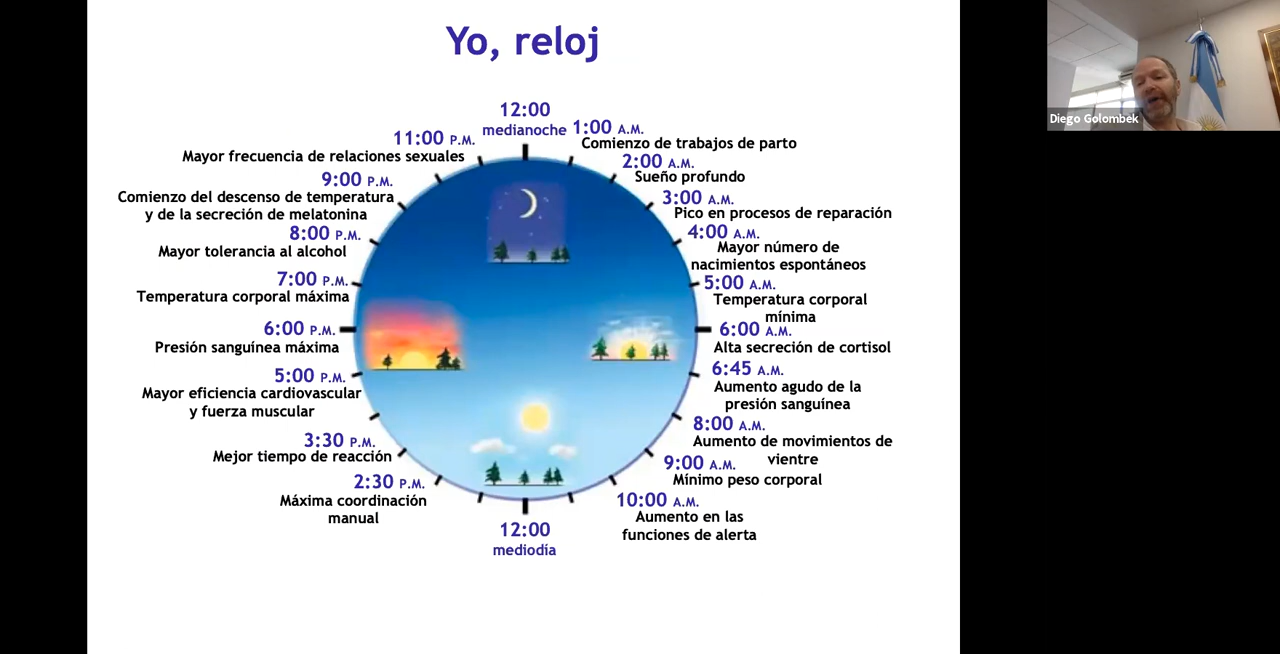 Yo, reloj
12:00
medianoche
1:00 A.M.
Comienzo de trabajos de parto
2:00 A.M.
Sueño profundo
3:00 A.M.
Pico en procesos de reparación
4:00 A.M.
Mayor número de
nacimientos espontáneos
5:00 A.M.
Temperatura corporal
mínima
6:00 A.M.
Alta secreción de cortisol
6:45 A.M.
Aumento agudo de la
presión sanguínea
8:00 A.M.
Aumento de movimientos de
vientre
9:00 A.M.
Mínimo peso corporal
10:00 A.M.
Aumento en las
funciones de alerta
12:00
mediodía
2:30 P.M.
Máxima coordinación
manual
3:30 P.M.
Mejor tiempo de reacción
5:00 P.M.
Mayor eficiencia cardiovascular
y fuerza muscular
6:00 P.M.
Presión sanguínea máxima
7:00 P.M.
Temperatura corporal máxima
8:00 P.M.
Mayor tolerancia al alcohol
9:00 P.M.
Comienzo del descenso de temperatura
y de la secreción de melatonina
11:00 P.M.
Mayor frecuencia de relaciones sexuales
Diego Golombek